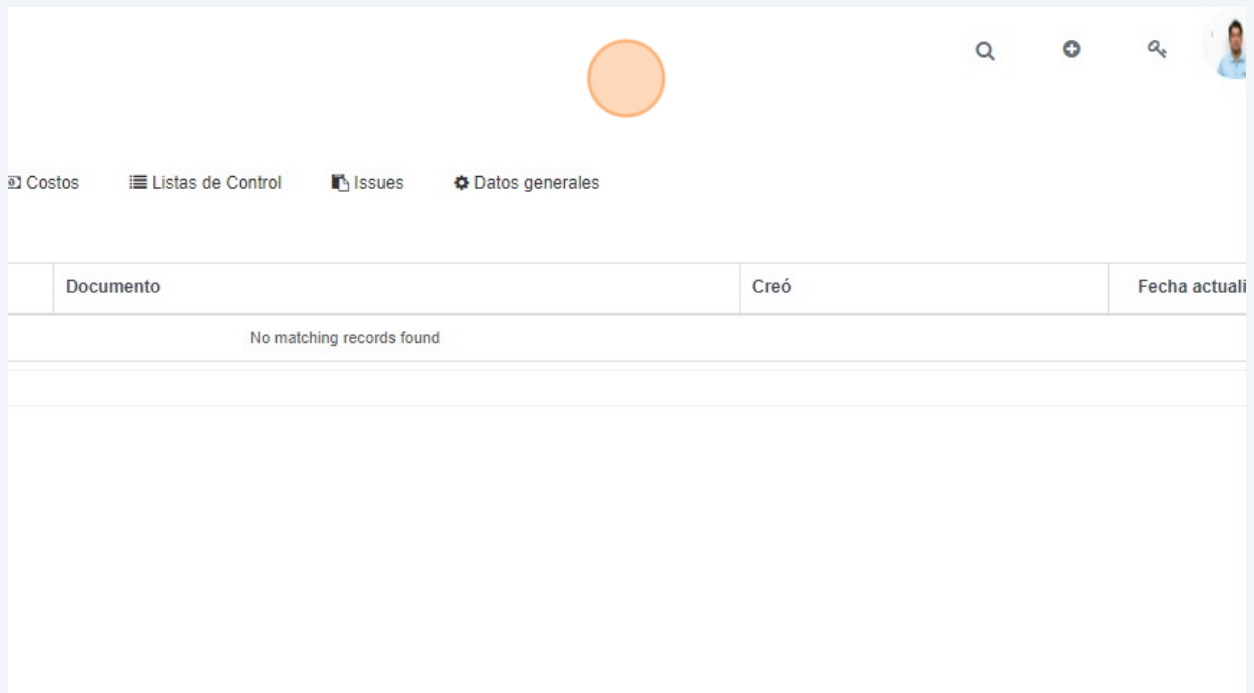 Costos Listas de Control Issues Datos generales
Documento Creó Fecha actuali
No matching records found